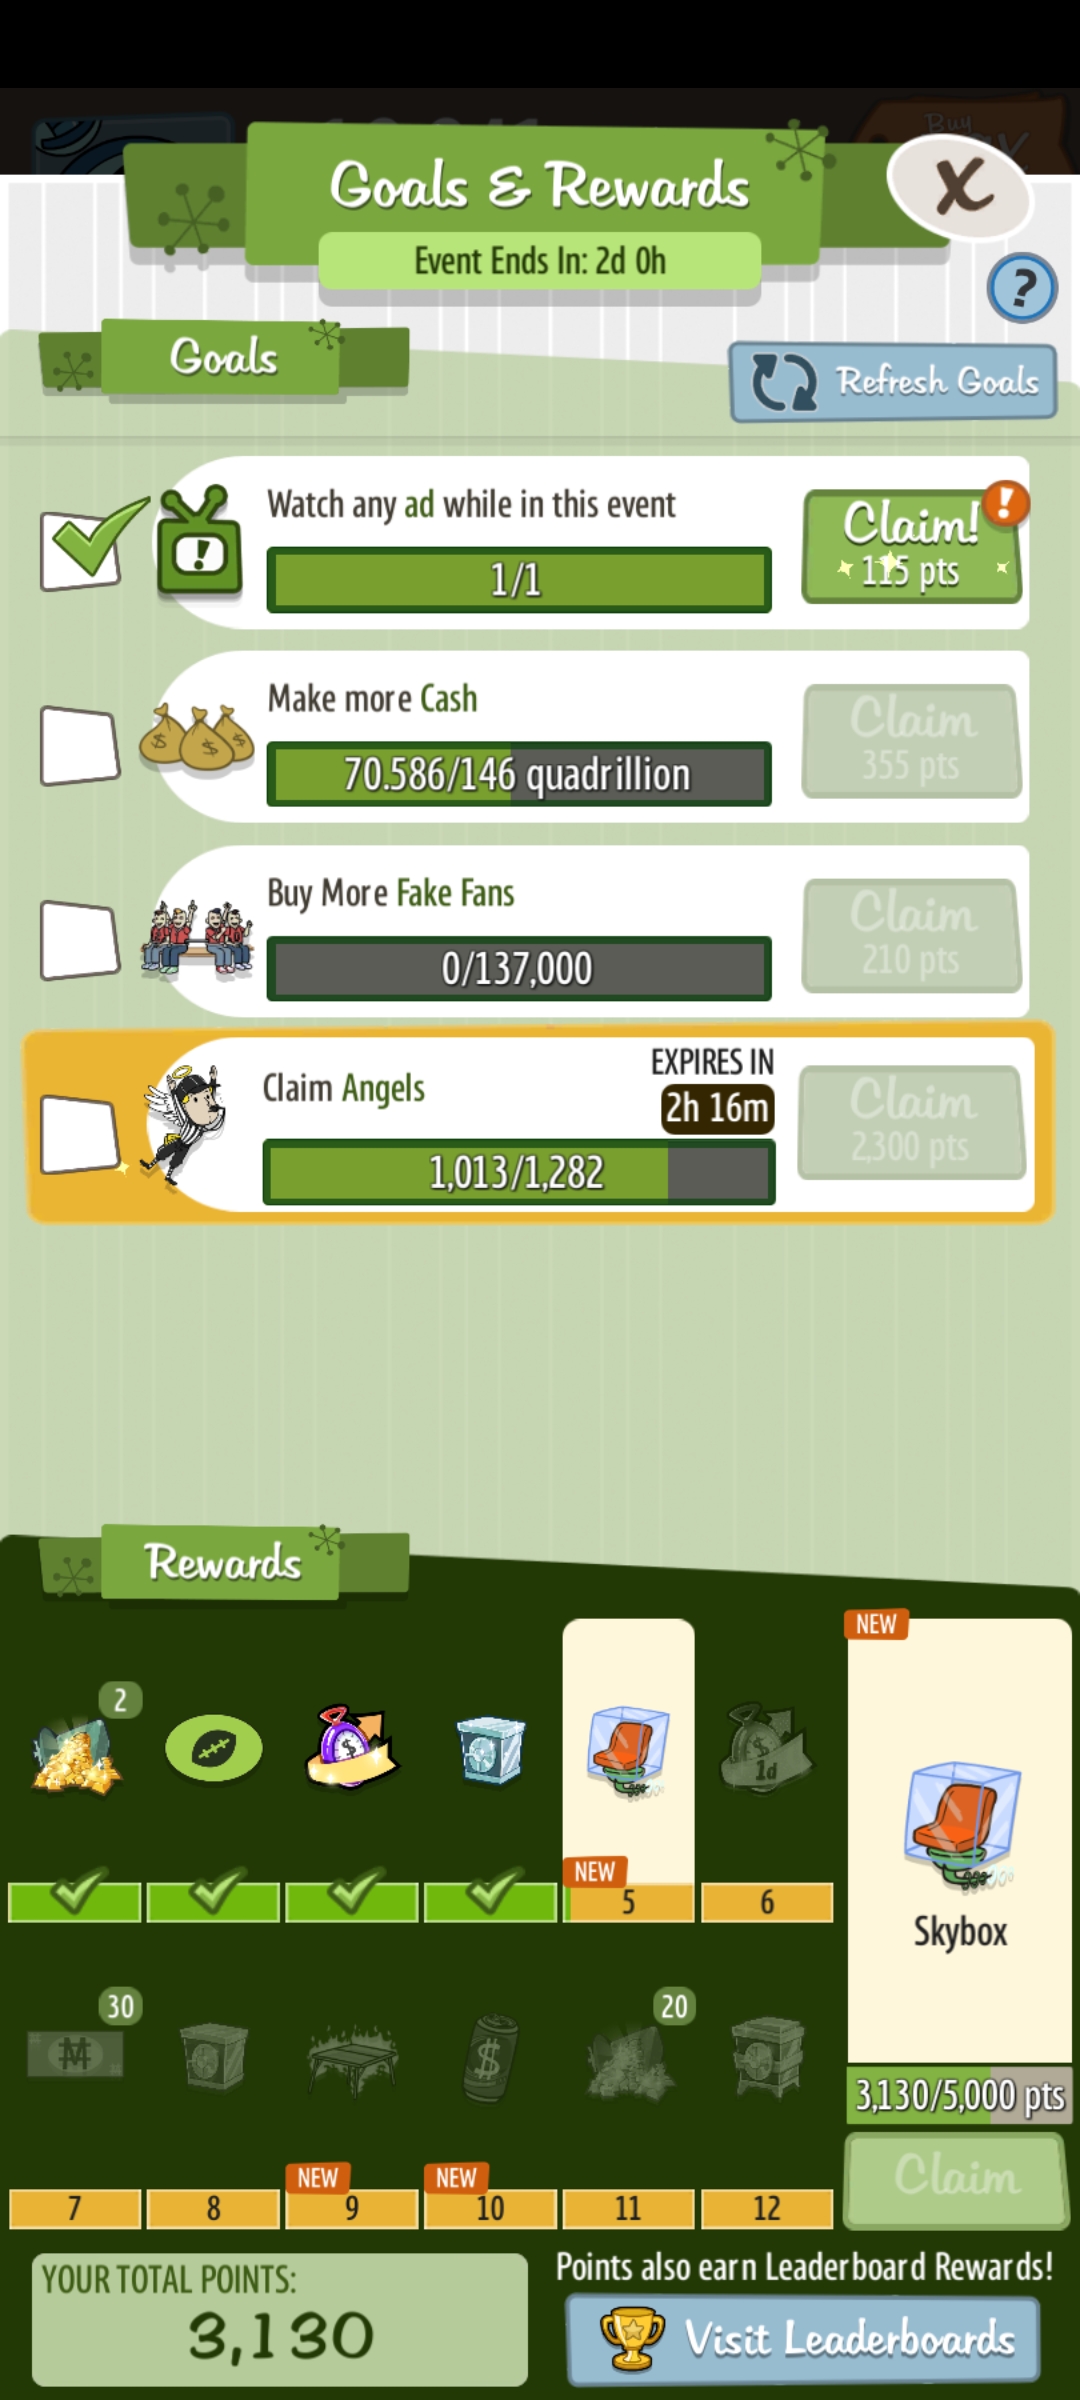 Buy
Goals & Rewards
X
Event Ends In: 2d 0h
?
Goals
Refresh Goals
Watch any ad while in this event
1/1
Claim!
115 pts
!
Make more Cash
70.586/146 quadrillion
Claim
355 pts
Buy More Fake Fans
0/137,000
Claim
210 pts
Claim Angels
EXPIRES IN
2h 16m
1,013/1,282
Claim
2,300 pts
Rewards
NEW
2
1d
NEW
5
6
Skybox
30
20
3,130/5,000 pts
NEW
NEW
7
8
9
10
11
12
Claim
YOUR TOTAL POINTS:
3,130
Points also earn Leaderboard Rewards!
Visit Leaderboards